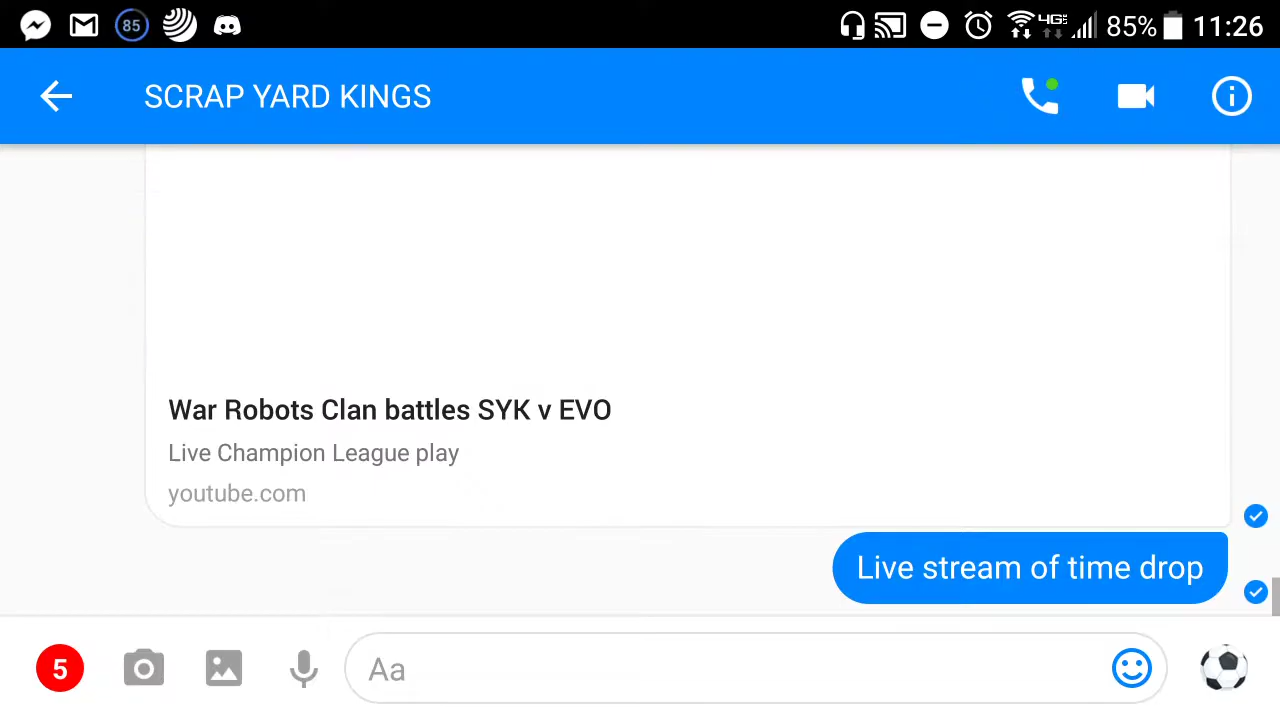 85 4G 85% 11:26
SCRAP YARD KINGS
War Robots Clan battles SYK v EVO
Live Champion League play
youtube.com
Live stream of time drop
5 Aa